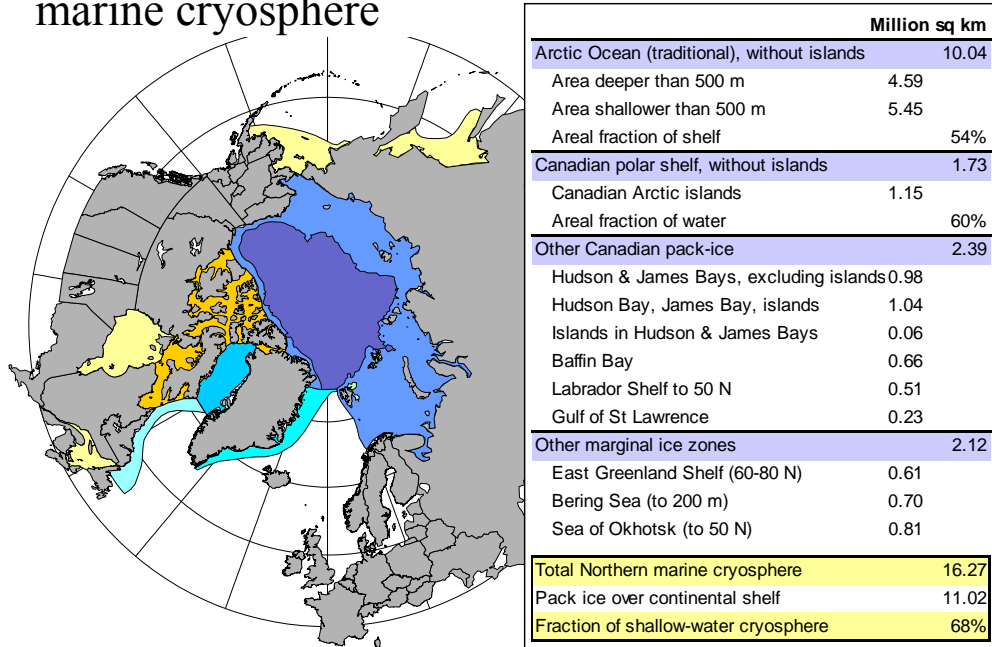 marine cryosphere
Million sq km
Arctic Ocean (traditional), without islands 10.04
Area deeper than 500 m 4.59
Area shallower than 500 m 5.45
Areal fraction of shelf 54%
Canadian polar shelf, without islands 1.73
Canadian Arctic islands 1.15
Areal fraction of water 60%
Other Canadian pack-ice 2.39
Hudson & James Bays, excluding islands 0.98
Hudson Bay, James Bay, islands 1.04
Islands in Hudson & James Bays 0.06
Baffin Bay 0.66
Labrador Shelf to 50 N 0.51
Gulf of St Lawrence 0.23
Other marginal ice zones 2.12
East Greenland Shelf (60-80 N) 0.61
Bering Sea (to 200 m) 0.70
Sea of Okhotsk (to 50 N) 0.81
Total Northern marine cryosphere 16.27
Pack ice over continental shelf 11.02
Fraction of shallow-water cryosphere 68%